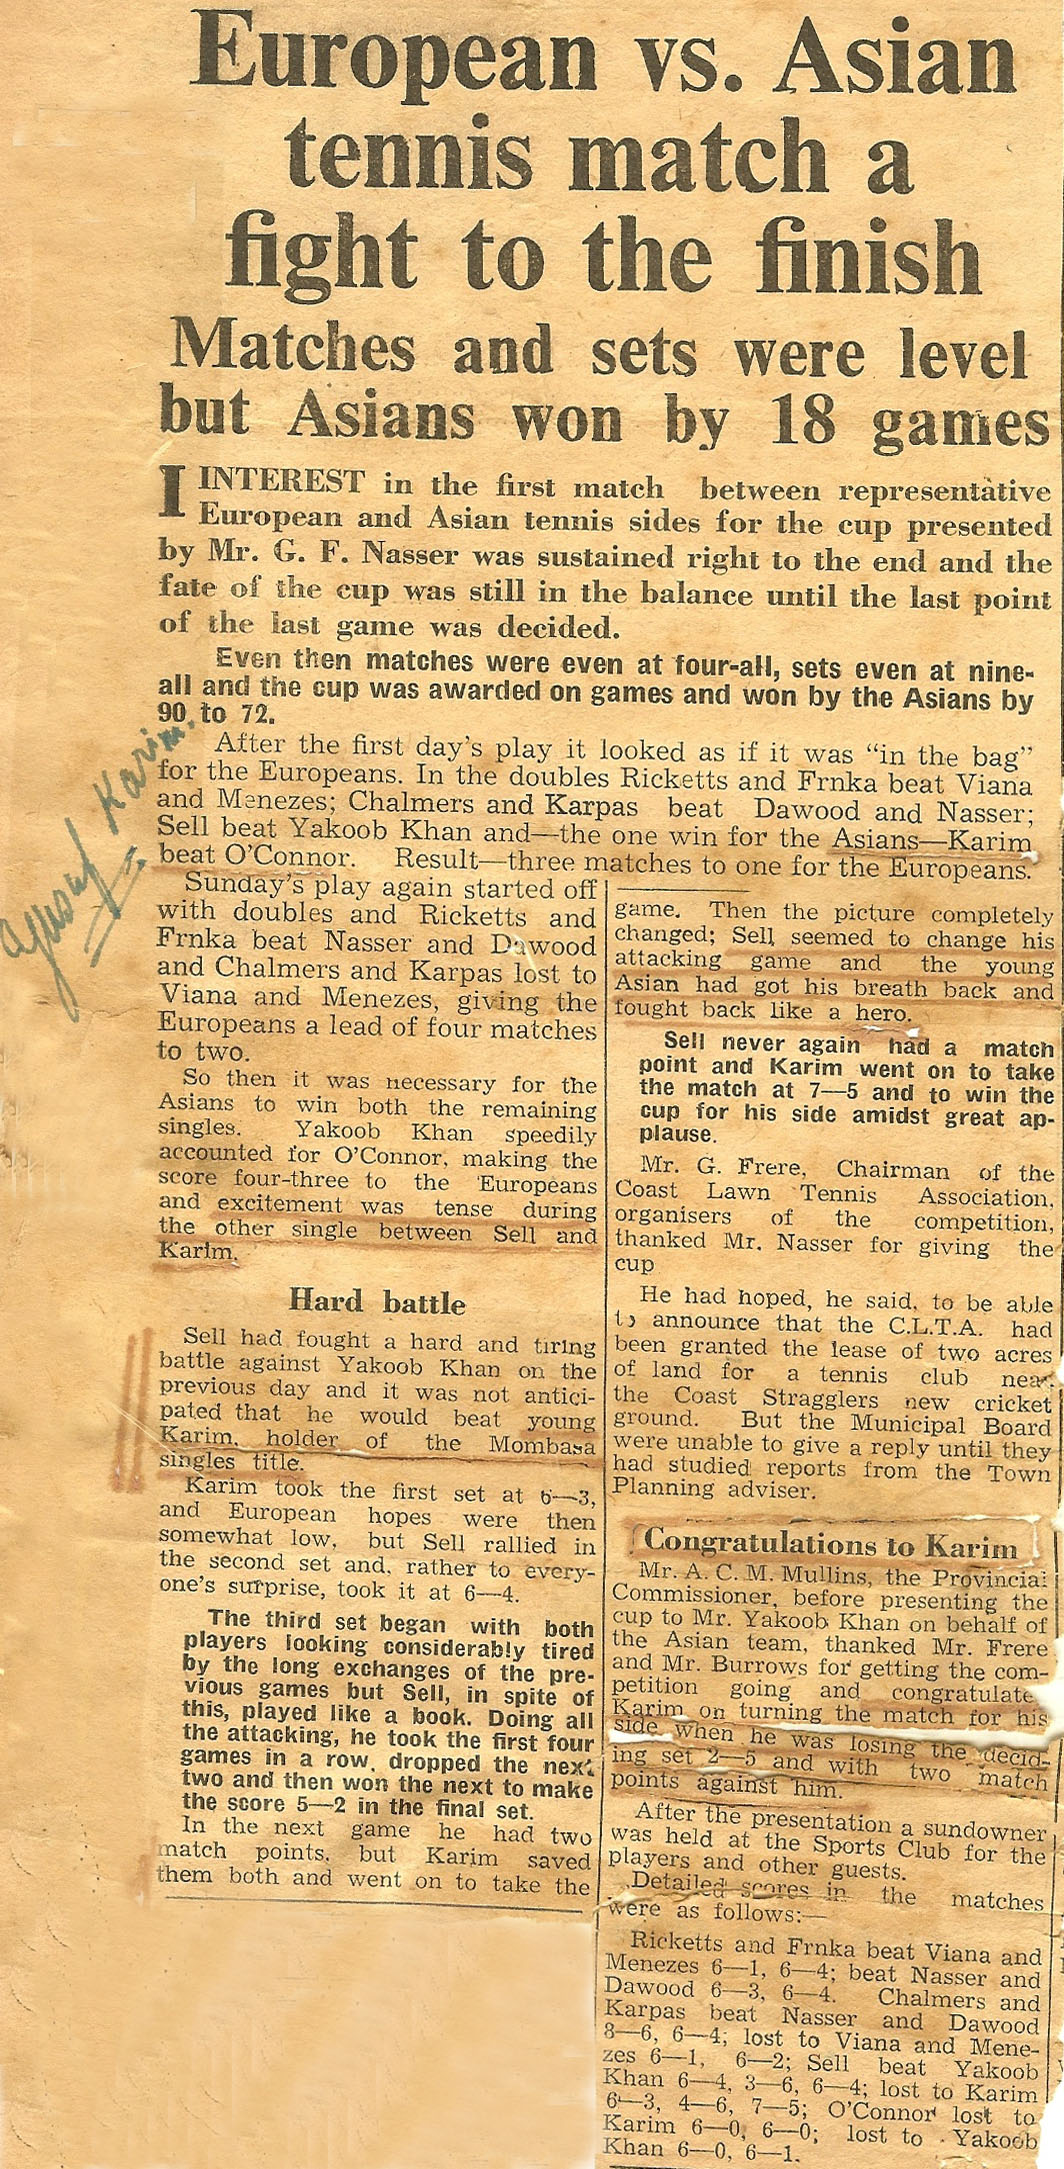 European vs. Asian
tennis match a
fight to the finish
Matches and sets were level
but Asians won by 18 games
I INTEREST in the first match between representative
European and Asian tennis sides for the cup presented
by Mr. G. F. Nasser was sustained right to the end and the
fate of the cup was still in the balance until the last point
of the last game was decided.
Even then matches were even at four-all, sets even at nine-
all and the cup was awarded on games and won by the Asians by
90 to 72.
After the first day's play it looked as if it was "in the bag"
for the Europeans. In the doubles Ricketts and Frnka beat Viana
and Menezes; Chalmers and Karpas beat Dawood and Nasser;
Sell beat Yakoob Khan and—the one win for the Asians—Karim
beat O'Connor. Result—three matches to one for the Europeans.
Karim.
Sunday's play again started off
with doubles and Ricketts and
Frnka beat Nasser and Dawood
and Chalmers and Karpas lost to
Viana and Menezes, giving the
Europeans a lead of four matches
to two.
So then it was necessary for the
Asians to win both the remaining
singles. Yakoob Khan speedily
accounted for O'Connor, making the
score four-three to the Europeans
and excitement was tense during
the other single between Sell and
Karim.
Hard battle
Sell had fought a hard and tiring
battle against Yakoob Khan on the
previous day and it was not antici-
pated that he would beat young
Karim, holder of the Mombasa
singles title.
Karim took the first set at 6—3,
and European hopes were then
somewhat low, but Sell rallied in
the second set and, rather to every-
one's surprise, took it at 6—4.
The third set began with both
players looking considerably tired
by the long exchanges of the pre-
vious games but Sell, in spite of
this, played like a book. Doing all
the attacking, he took the first four
games in a row, dropped the next
two and then won the next to make
the score 5—2 in the final set.
In the next game he had two
match points, but Karim saved
them both and went on to take the
game. Then the picture completely
changed; Sell seemed to change his
attacking game and the young
Asian had got his breath back and
fought back like a hero.
Sell never again had a match
point and Karim went on to take
the match at 7—5 and to win the
cup for his side amidst great ap-
plause.
Mr. G. Frere, Chairman of the
Coast Lawn Tennis Association,
organisers of the competition,
thanked Mr. Nasser for giving the
cup
He had hoped, he said, to be able
to announce that the C.L.T.A. had
been granted the lease of two acres
of land for a tennis club near
the Coast Stragglers new cricket
ground. But the Municipal Board
were unable to give a reply until they
had studied reports from the Town
Planning adviser.
Congratulations to Karim
Mr. A. C. M. Mullins, the Provincial
Commissioner, before presenting the
cup to Mr. Yakoob Khan on behalf of
the Asian team, thanked Mr. Frere
and Mr. Burrows for getting the com-
petition going and congratulate
Karim on turning the match for his
side when he was losing the decid-
ing set 2—5 and with two match
points against him.
After the presentation a sundowner
was held at the Sports Club for the
players and other guests.
Detailed scores in the matches
were as follows:—
Ricketts and Frnka beat Viana and
Menezes 6—1, 6—4; beat Nasser and
Dawood 6—3, 6—4. Chalmers and
Karpas beat Nasser and Dawood
8—6, 6—4; lost to Viana and Mene-
zes 6—1, 6—2; Sell beat Yakoob
Khan 6—4, 3—6, 6—4; lost to Karim
6—3, 4—6, 7—5; O'Connor lost to
Karim 6—0, 6—0; lost to Yakoob
Khan 6—0, 6—1.